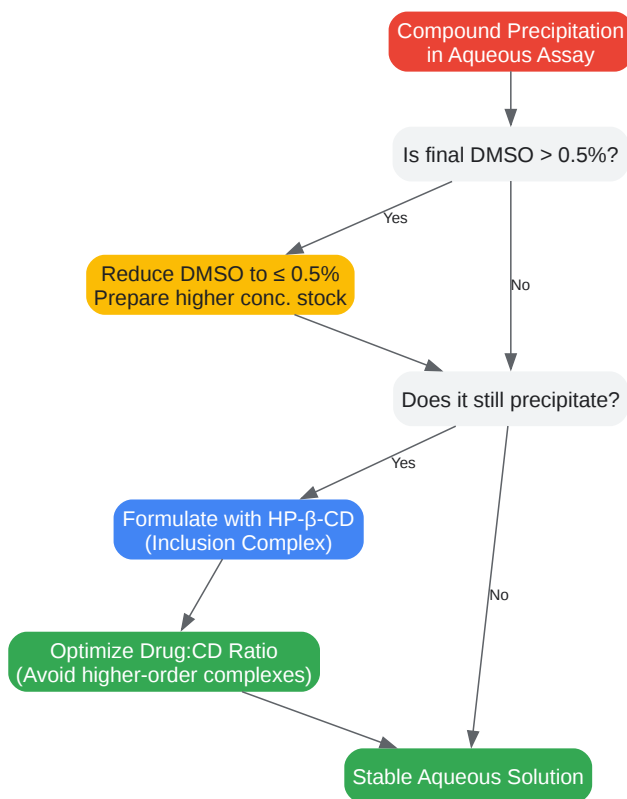 Compound Precipitation
in Aqueous Assay
Is final DMSO > 0.5%?
Yes
Reduce DMSO to ≤ 0.5%
Prepare higher conc. stock
No
Does it still precipitate?
Yes
Formulate with HP-β-CD
(Inclusion Complex)
No
Optimize Drug:CD Ratio
(Avoid higher-order complexes)
Stable Aqueous Solution